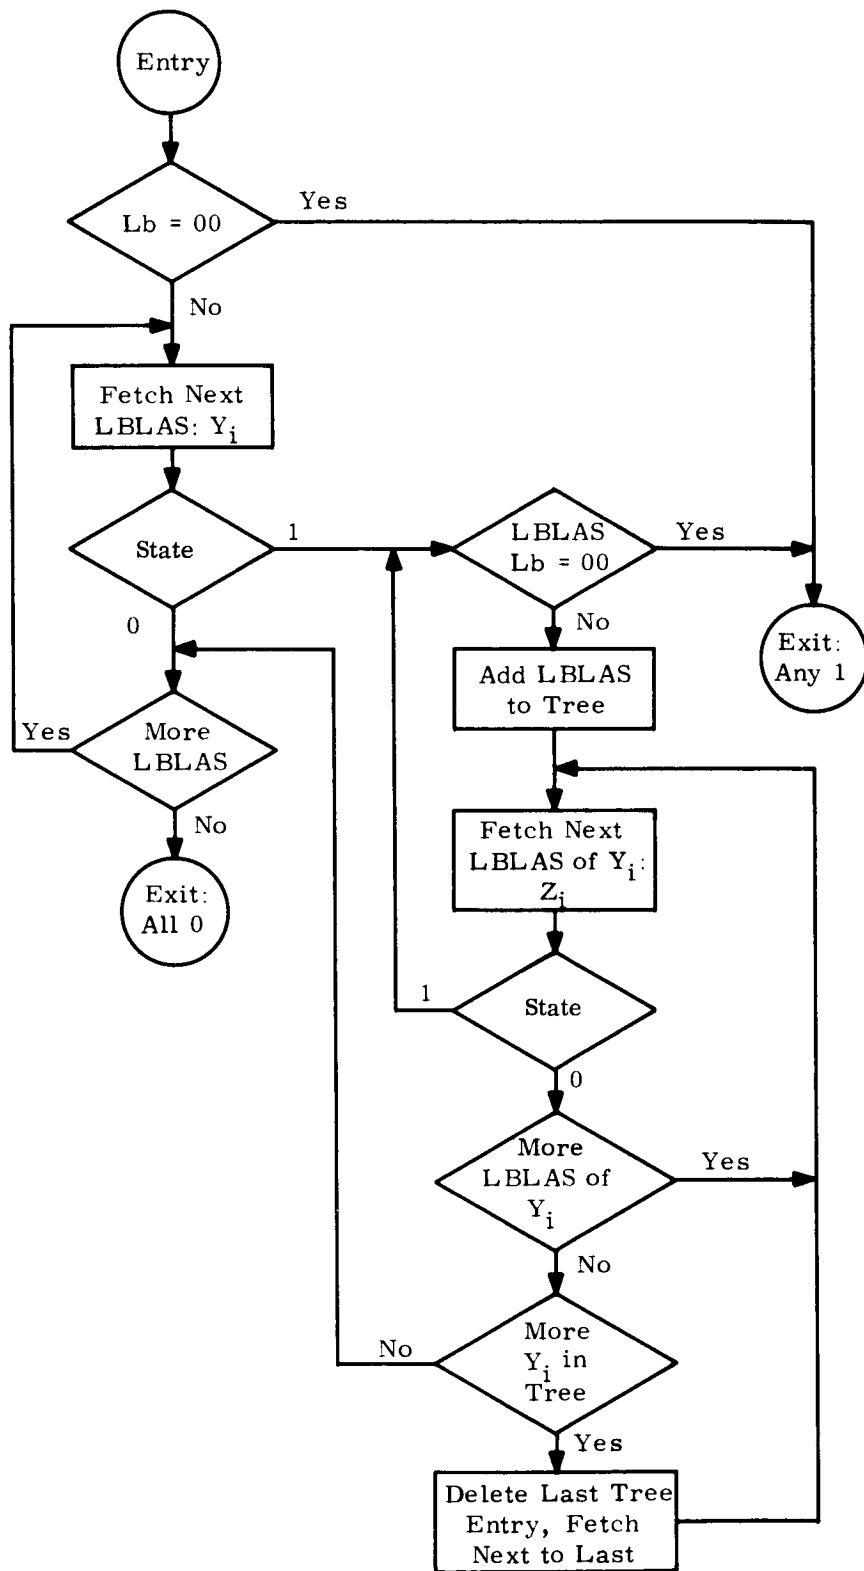 Entry
Lb = 00
Yes
No
Fetch Next
LBLAS: Yi
State
1
0
LBLAS
Lb = 00
Yes
No
Exit:
Any 1
Add LBLAS
to Tree
More
LBLAS
Yes
No
Exit:
All 0
Fetch Next
LBLAS of Yi:
Zi
State
1
0
More
LBLAS of
Yi
Yes
No
More
Yi in
Tree
No
Yes
Delete Last Tree
Entry, Fetch
Next to Last